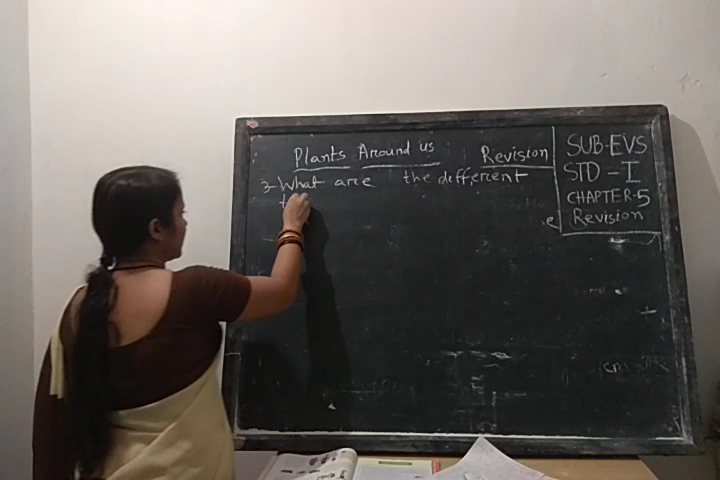 Plants Around us Revision
3- What are the different
t
SUB-EVS
STD - I
CHAPTER-5
Revision
e